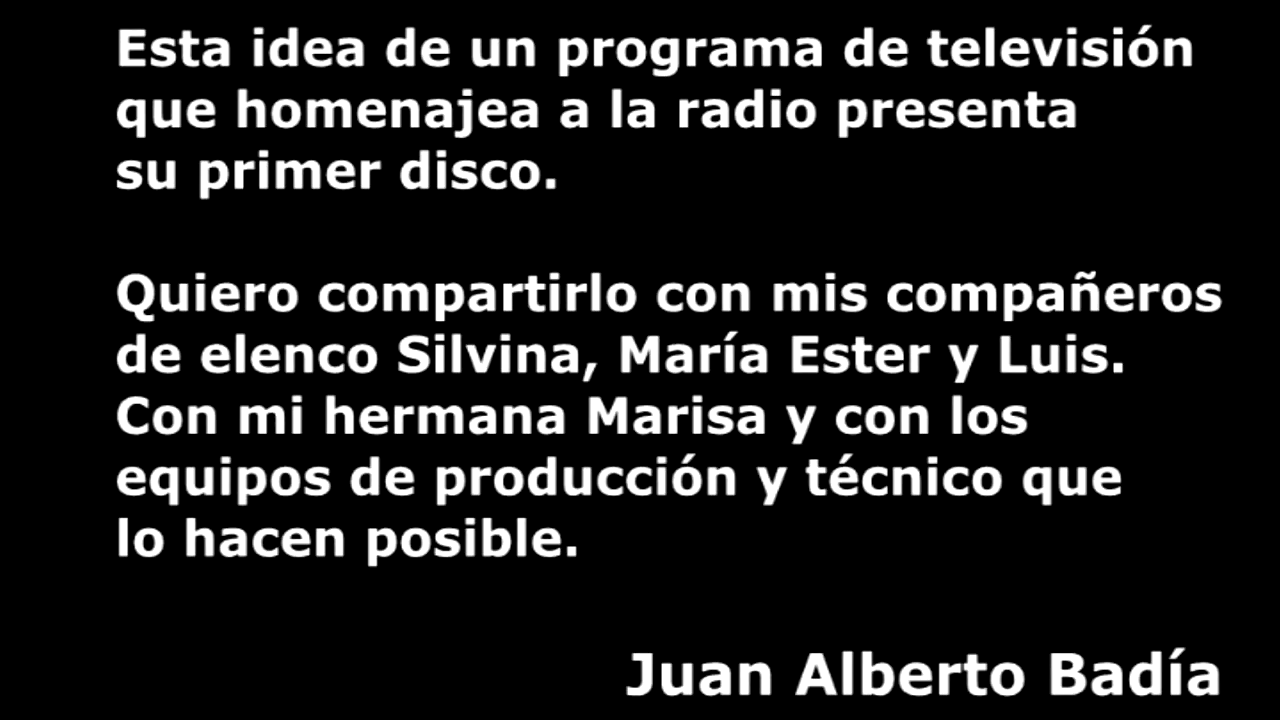 Esta idea de un programa de televisión
que homenajea a la radio presenta
su primer disco.
Quiero compartirlo con mis compañeros
de elenco Silvina, María Ester y Luis.
Con mi hermana Marisa y con los
equipos de producción y técnico que
lo hacen posible.
Juan Alberto Badía